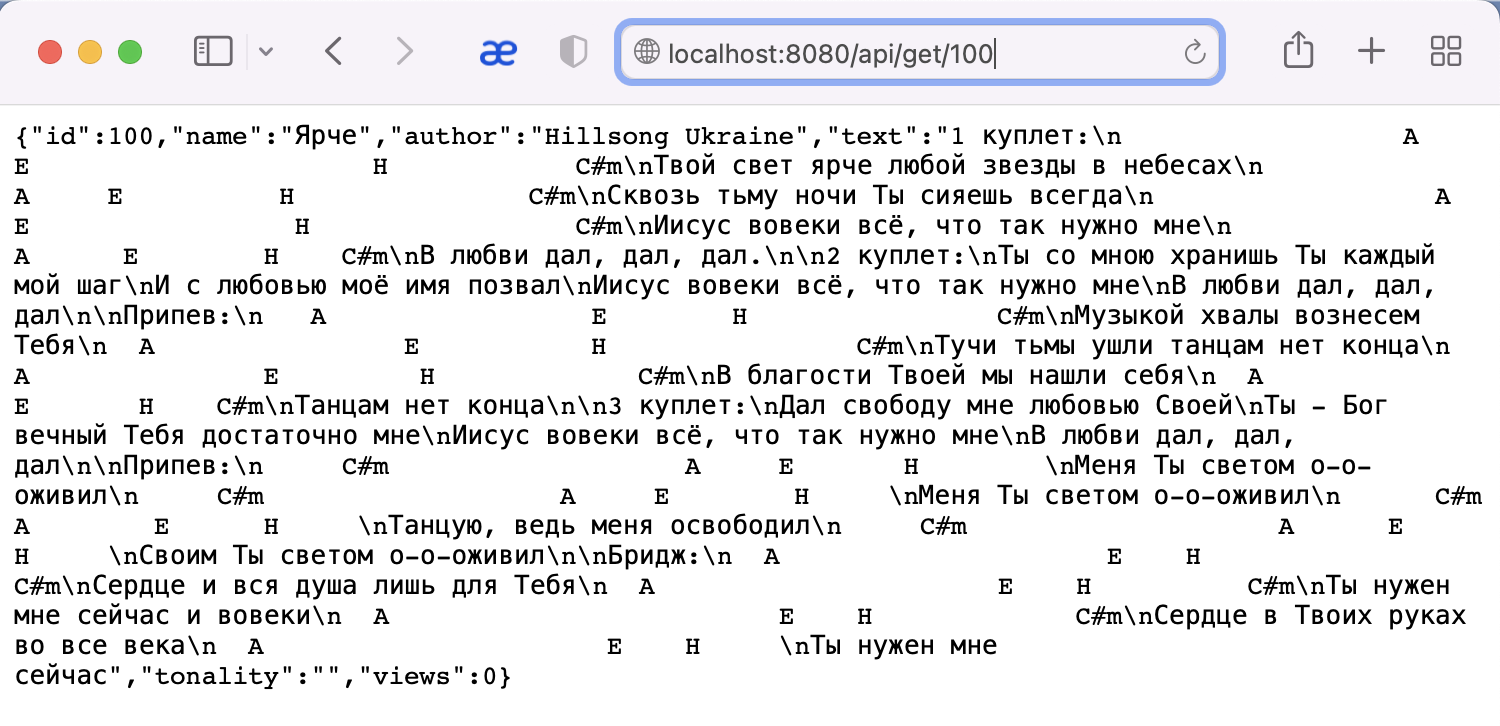 æ
localhost:8080/api/get/100
{"id":100,"name":"Ярче","author":"Hillsong Ukraine","text":"1 куплет:\n                  A
E                      H            C#m\nТвой свет ярче любой звезды в небесах\n
A     E          H               C#m\nСквозь тьму ночи Ты сияешь всегда\n                  A
E                 H                 C#m\nИисус вовеки всё, что так нужно мне\n
A      E        H    C#m\nВ любви дал, дал, дал.\n\n2 куплет:\nТы со мною хранишь Ты каждый
мой шаг\nИ с любовью моё имя позвал\nИисус вовеки всё, что так нужно мне\nВ любви дал, дал,
дал\n\nПрипев:\n   A                 E        H                C#m\nМузыкой хвалы вознесем
Тебя\n  A                E           H                C#m\nТучи тьмы ушли танцам нет конца\n
A               E         H             C#m\nВ благости Твоей мы нашли себя\n  A
E       H    C#m\nТанцам нет конца\n\n3 куплет:\nДал свободу мне любовью Своей\nТы - Бог
вечный Тебя достаточно мне\nИисус вовеки всё, что так нужно мне\nВ любви дал, дал,
дал\n\nПрипев:\n     C#m                   A     E       H        \nМеня Ты светом о-о-
оживил\n     C#m                   A     E        H     \nМеня Ты светом о-о-оживил\n      C#m
A        E      H     \nТанцую, ведь меня освободил\n     C#m                    A      E
H     \nСвоим Ты светом о-о-оживил\n\nБридж:\n  A                     E    H
C#m\nСердце и вся душа лишь для Тебя\n  A                      E    H          C#m\nТы нужен
мне сейчас и вовеки\n  A                         E    H             C#m\nСердце в Твоих руках
во все века\n  A                      E    H     \nТы нужен мне
сейчас","tonality":"","views":0}